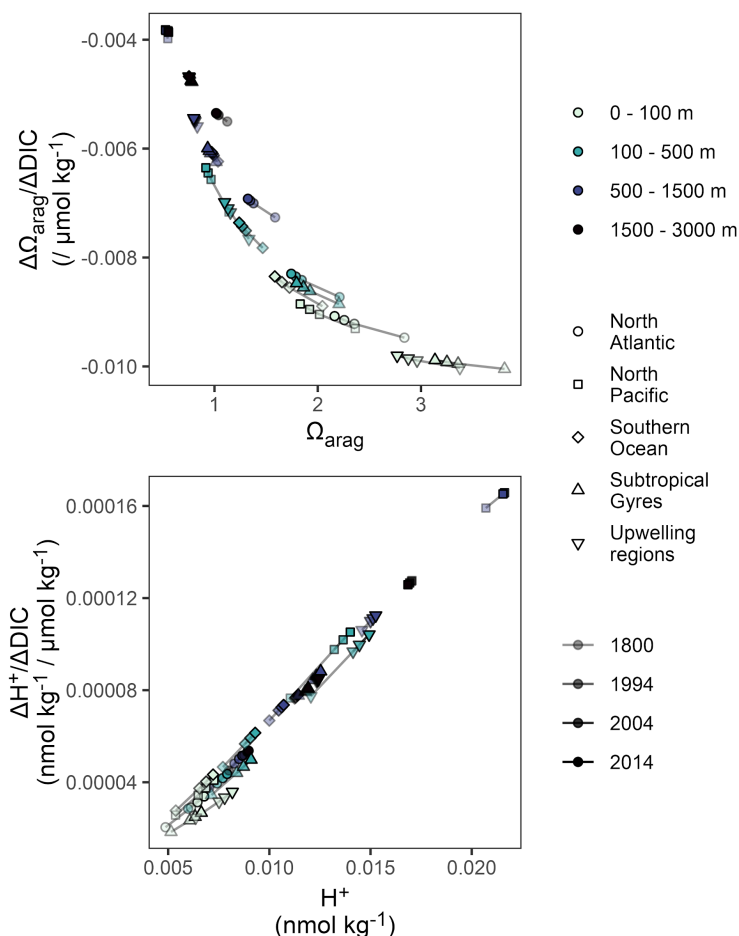 -0.004
-0.006
-0.008
-0.010
ΔΩarag/ΔDIC
(/ μmol kg-1)
1 2 3
Ωarag
0 - 100 m
100 - 500 m
500 - 1500 m
1500 - 3000 m
North
Atlantic
North
Pacific
Southern
Ocean
Subtropical
Gyres
Upwelling
regions
1800
1994
2004
2014
0.00016
0.00012
0.00008
0.00004
ΔH+/ΔDIC
(nmol kg-1 / μmol kg-1)
0.005 0.010 0.015 0.020
H+
(nmol kg-1)